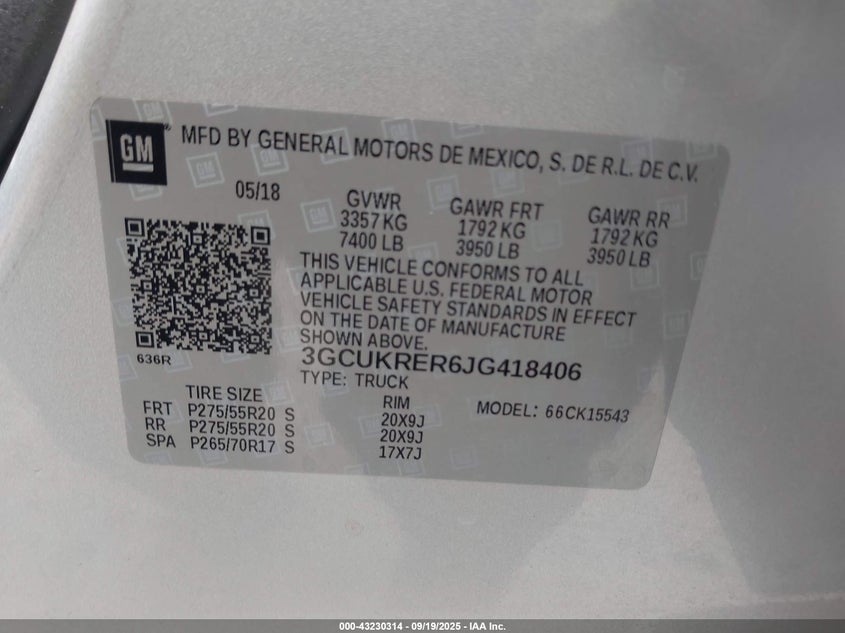 GM
MFD BY GENERAL MOTORS DE MEXICO, S. DE R.L. DE C.V.
05/18
GVWR GAWR FRT GAWR RR
3357 KG 1792 KG 1792 KG
7400 LB 3950 LB 3950 LB
THIS VEHICLE CONFORMS TO ALL
APPLICABLE U.S. FEDERAL MOTOR
VEHICLE SAFETY STANDARDS IN EFFECT
ON THE DATE OF MANUFACTURE
SHOWN ABOVE.
636R
3GCUKRER6JG418406
TYPE: TRUCK
MODEL: 66CK15543
TIRE SIZE RIM
FRT P275/55R20 S 20X9J
RR P275/55R20 S 20X9J
SPA P265/70R17 S 17X7J
000-43230314 - 09/19/2025 - IAA Inc.